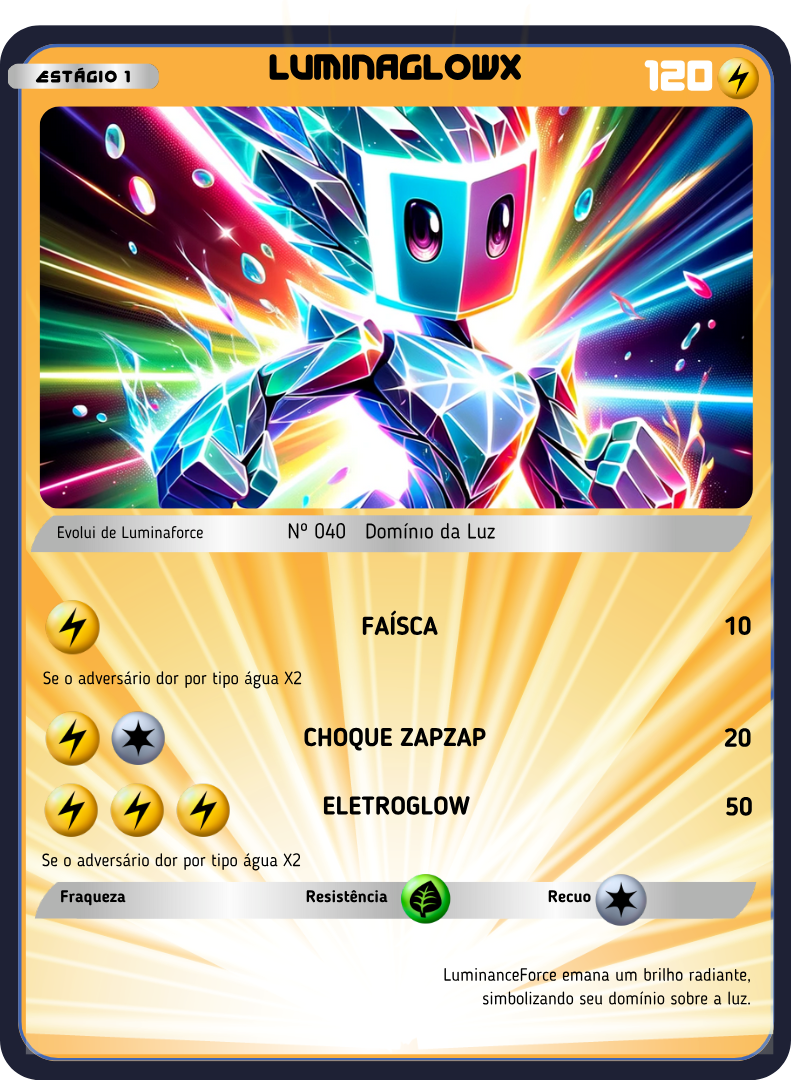 ESTÁGIO 1
LUMINAGLOWX
120
Evolui de Luminaforce Nº 040 Domínio da Luz
FAÍSCA 10
Se o adversário dor por tipo água X2
CHOQUE ZAPZAP 20
ELETROGLOW 50
Se o adversário dor por tipo água X2
Fraqueza Resistência Recuo
LuminanceForce emana um brilho radiante,
simbolizando seu domínio sobre a luz.